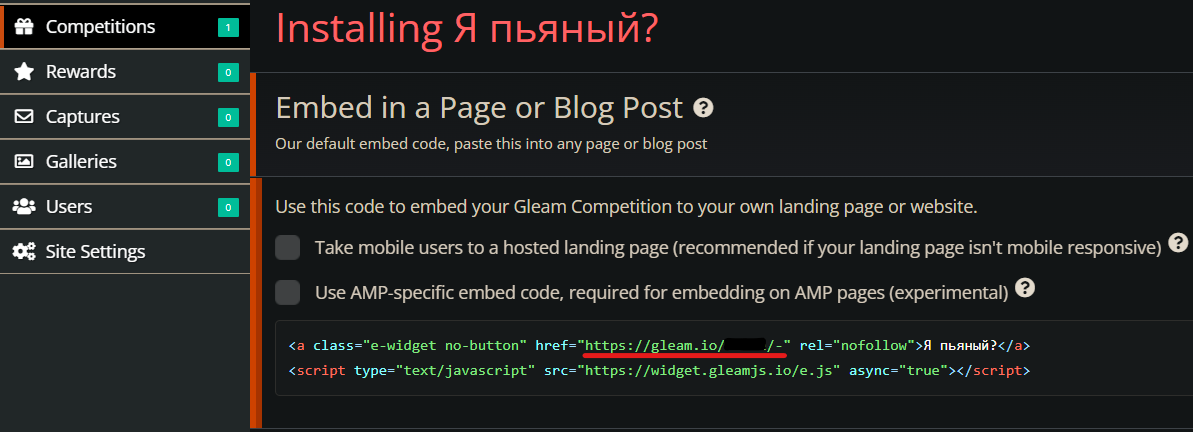 Competitions 1
Rewards 0
Captures 0
Galleries 0
Users 0
Site Settings
Installing Я пьяный?
Embed in a Page or Blog Post ?
Our default embed code, paste this into any page or blog post
Use this code to embed your Gleam Competition to your own landing page or website.
Take mobile users to a hosted landing page (recommended if your landing page isn't mobile responsive) ?
Use AMP-specific embed code, required for embedding on AMP pages (experimental) ?
<a class="e-widget no-button" href="https://gleam.io/ /-" rel="nofollow">Я пьяный?</a>
<script type="text/javascript" src="https://widget.gleamjs.io/e.js" async="true"></script>